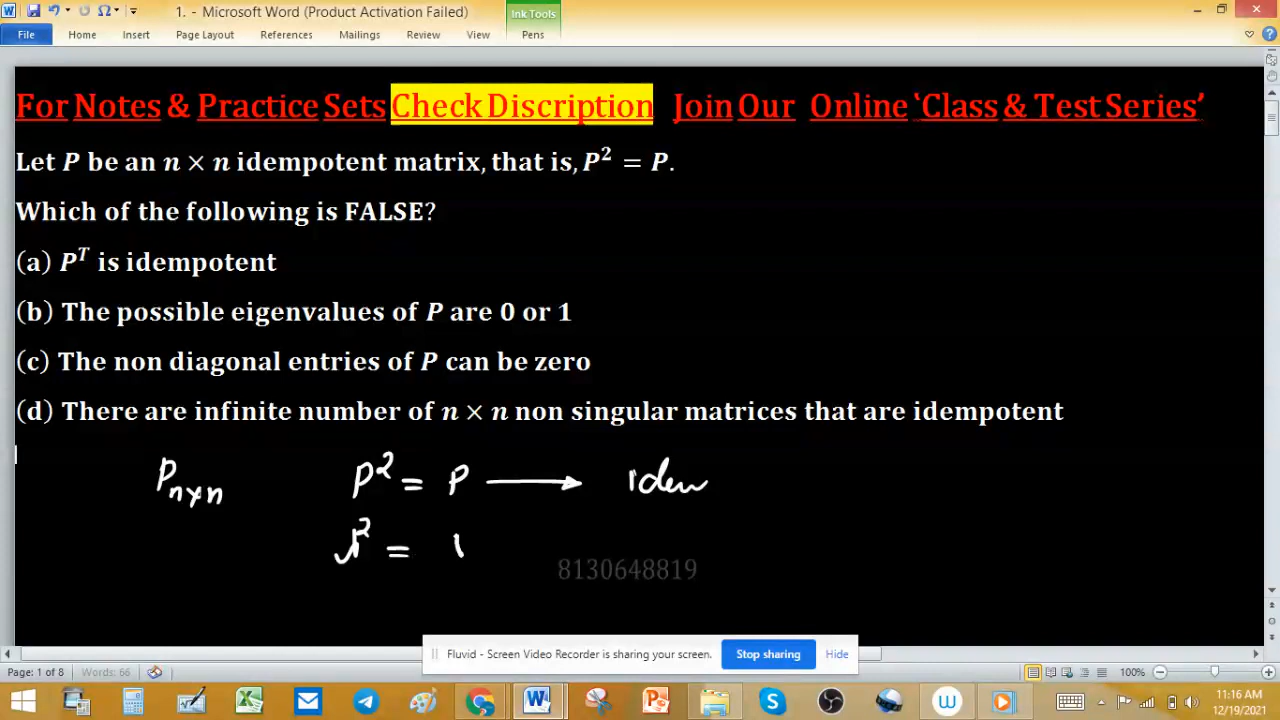 1. - Microsoft Word (Product Activation Failed)
Ink Tools
File Home Insert Page Layout References Mailings Review View Pens
For Notes & Practice Sets Check Discription Join Our Online 'Class & Test Series'
Let P be an n × n idempotent matrix, that is, P² = P.
Which of the following is FALSE?
(a) Pᵀ is idempotent
(b) The possible eigenvalues of P are 0 or 1
(c) The non diagonal entries of P can be zero
(d) There are infinite number of n × n non singular matrices that are idempotent
Pn×n P² = P → idem
8130648819
Fluvid - Screen Video Recorder is sharing your screen. Stop sharing Hide
Page: 1 of 8 Words: 66 100%
11:16 AM
12/19/2021